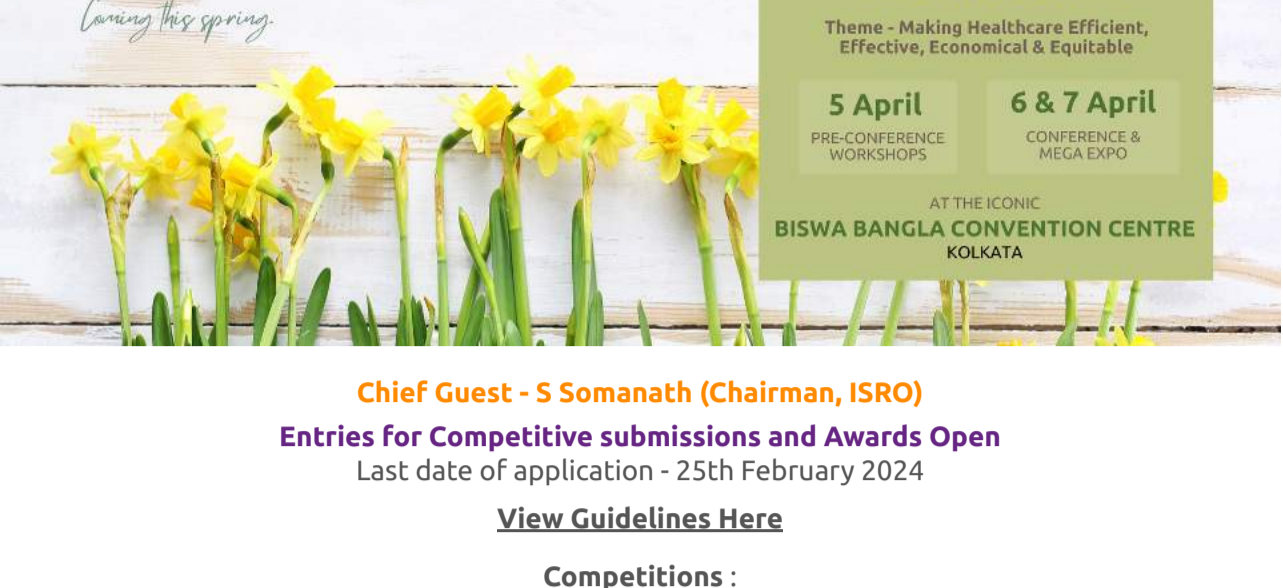 Coming this spring.
Theme - Making Healthcare Efficient,
Effective, Economical & Equitable
5 April
PRE-CONFERENCE
WORKSHOPS
6 & 7 April
CONFERENCE &
MEGA EXPO
AT THE ICONIC
BISWA BANGLA CONVENTION CENTRE
KOLKATA
Chief Guest - S Somanath (Chairman, ISRO)
Entries for Competitive submissions and Awards Open
Last date of application - 25th February 2024
View Guidelines Here
Competitions :